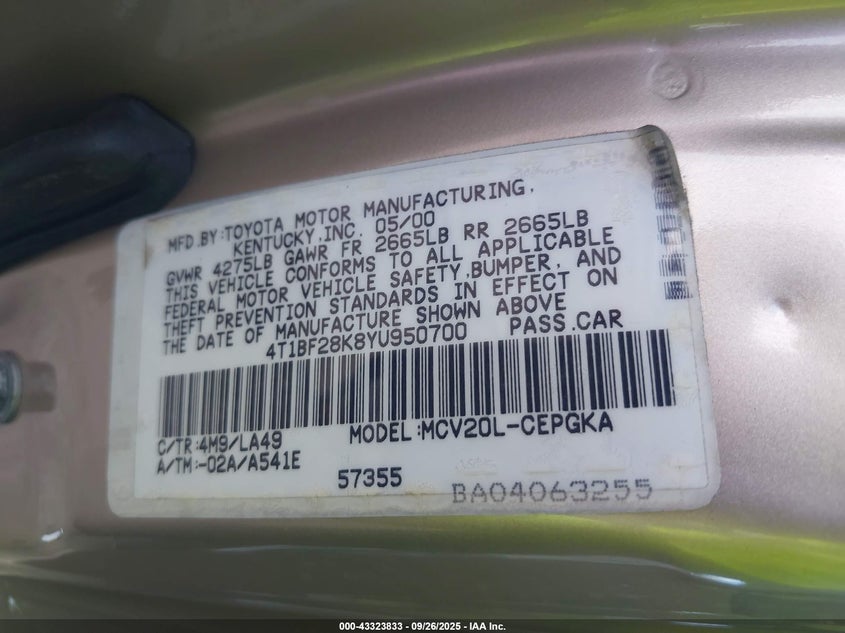 MFD.BY:TOYOTA MOTOR MANUFACTURING,
KENTUCKY,INC. 05/00
GVWR 4275LB GAWR FR 2665LB RR 2665LB
THIS VEHICLE CONFORMS TO ALL APPLICABLE
FEDERAL MOTOR VEHICLE SAFETY,BUMPER, AND
THEFT PREVENTION STANDARDS IN EFFECT ON
THE DATE OF MANUFACTURE SHOWN ABOVE
4T1BF28K8YU950700 PASS.CAR
C/TR:4M9/LA49 MODEL:MCV20L-CEPGKA
A/TM:-02A/A541E
57355
BA04063255
000-43323833 - 09/26/2025 - IAA Inc.